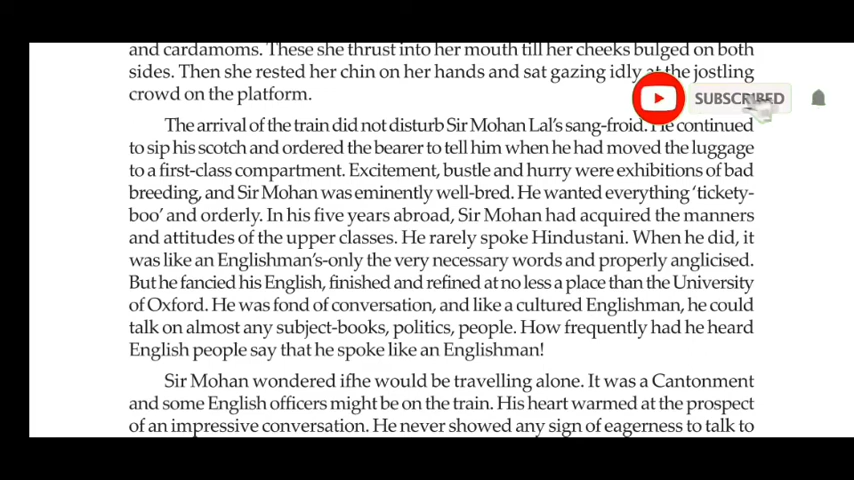 and cardamoms. These she thrust into her mouth till her cheeks bulged on both
sides. Then she rested her chin on her hands and sat gazing idly at the jostling
crowd on the platform.
SUBSCRIBED
The arrival of the train did not disturb Sir Mohan Lal's sang-froid. He continued
to sip his scotch and ordered the bearer to tell him when he had moved the luggage
to a first-class compartment. Excitement, bustle and hurry were exhibitions of bad
breeding, and Sir Mohan was eminently well-bred. He wanted everything 'tickety-
boo' and orderly. In his five years abroad, Sir Mohan had acquired the manners
and attitudes of the upper classes. He rarely spoke Hindustani. When he did, it
was like an Englishman's-only the very necessary words and properly anglicised.
But he fancied his English, finished and refined at no less a place than the University
of Oxford. He was fond of conversation, and like a cultured Englishman, he could
talk on almost any subject-books, politics, people. How frequently had he heard
English people say that he spoke like an Englishman!
Sir Mohan wondered ifhe would be travelling alone. It was a Cantonment
and some English officers might be on the train. His heart warmed at the prospect
of an impressive conversation. He never showed any sign of eagerness to talk to